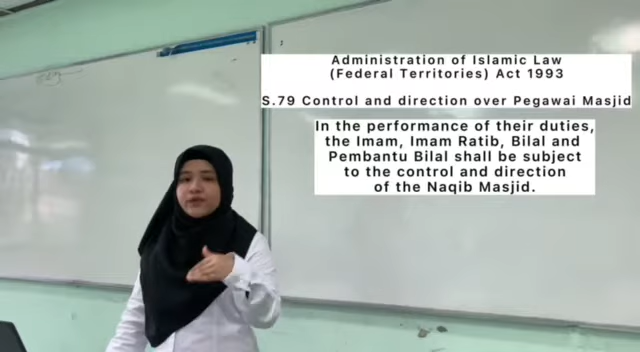 Administration of Islamic Law
(Federal Territories) Act 1993
S.79 Control and direction over Pegawai Masjid
In the performance of their duties,
the Imam, Imam Ratib, Bilal and
Pembantu Bilal shall be subject
to the control and direction
of the Naqib Masjid.